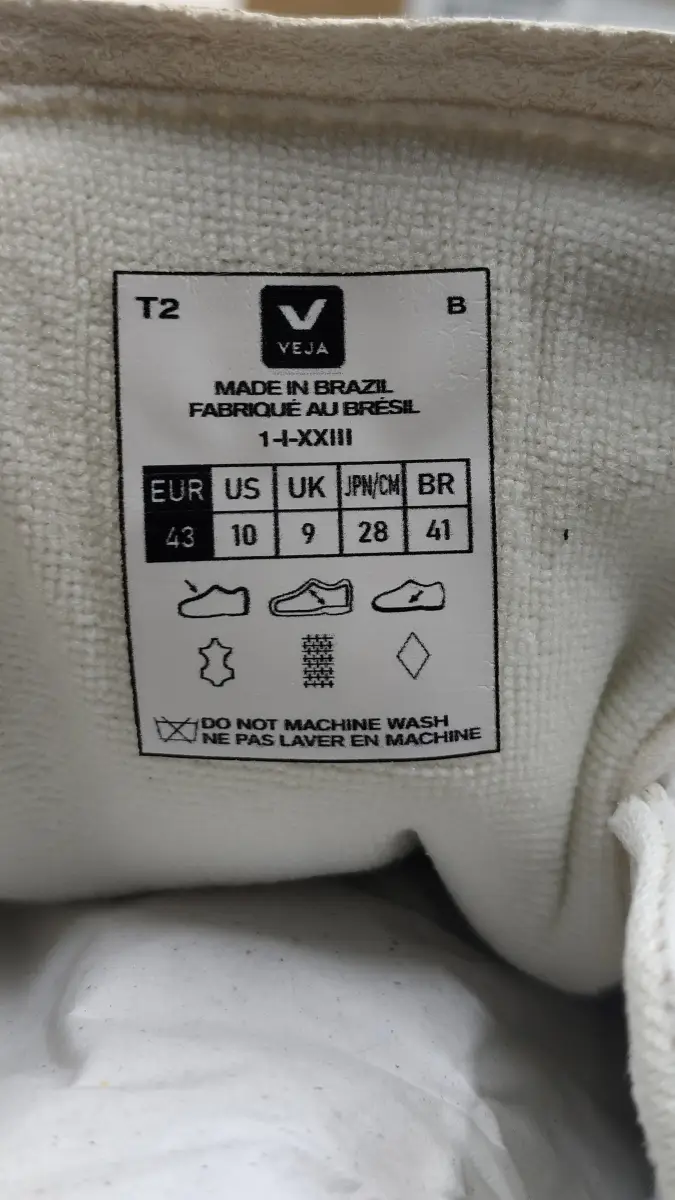 T2
B
V
VEJA
MADE IN BRAZIL
FABRIQUÉ AU BRÉSIL
1-I-XXIII
EUR US UK JPN/CM BR
43 10 9 28 41
DO NOT MACHINE WASH
NE PAS LAVER EN MACHINE